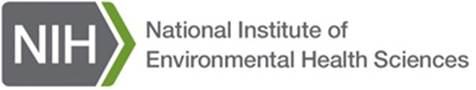 NIH
National Institute of
Environmental Health Sciences